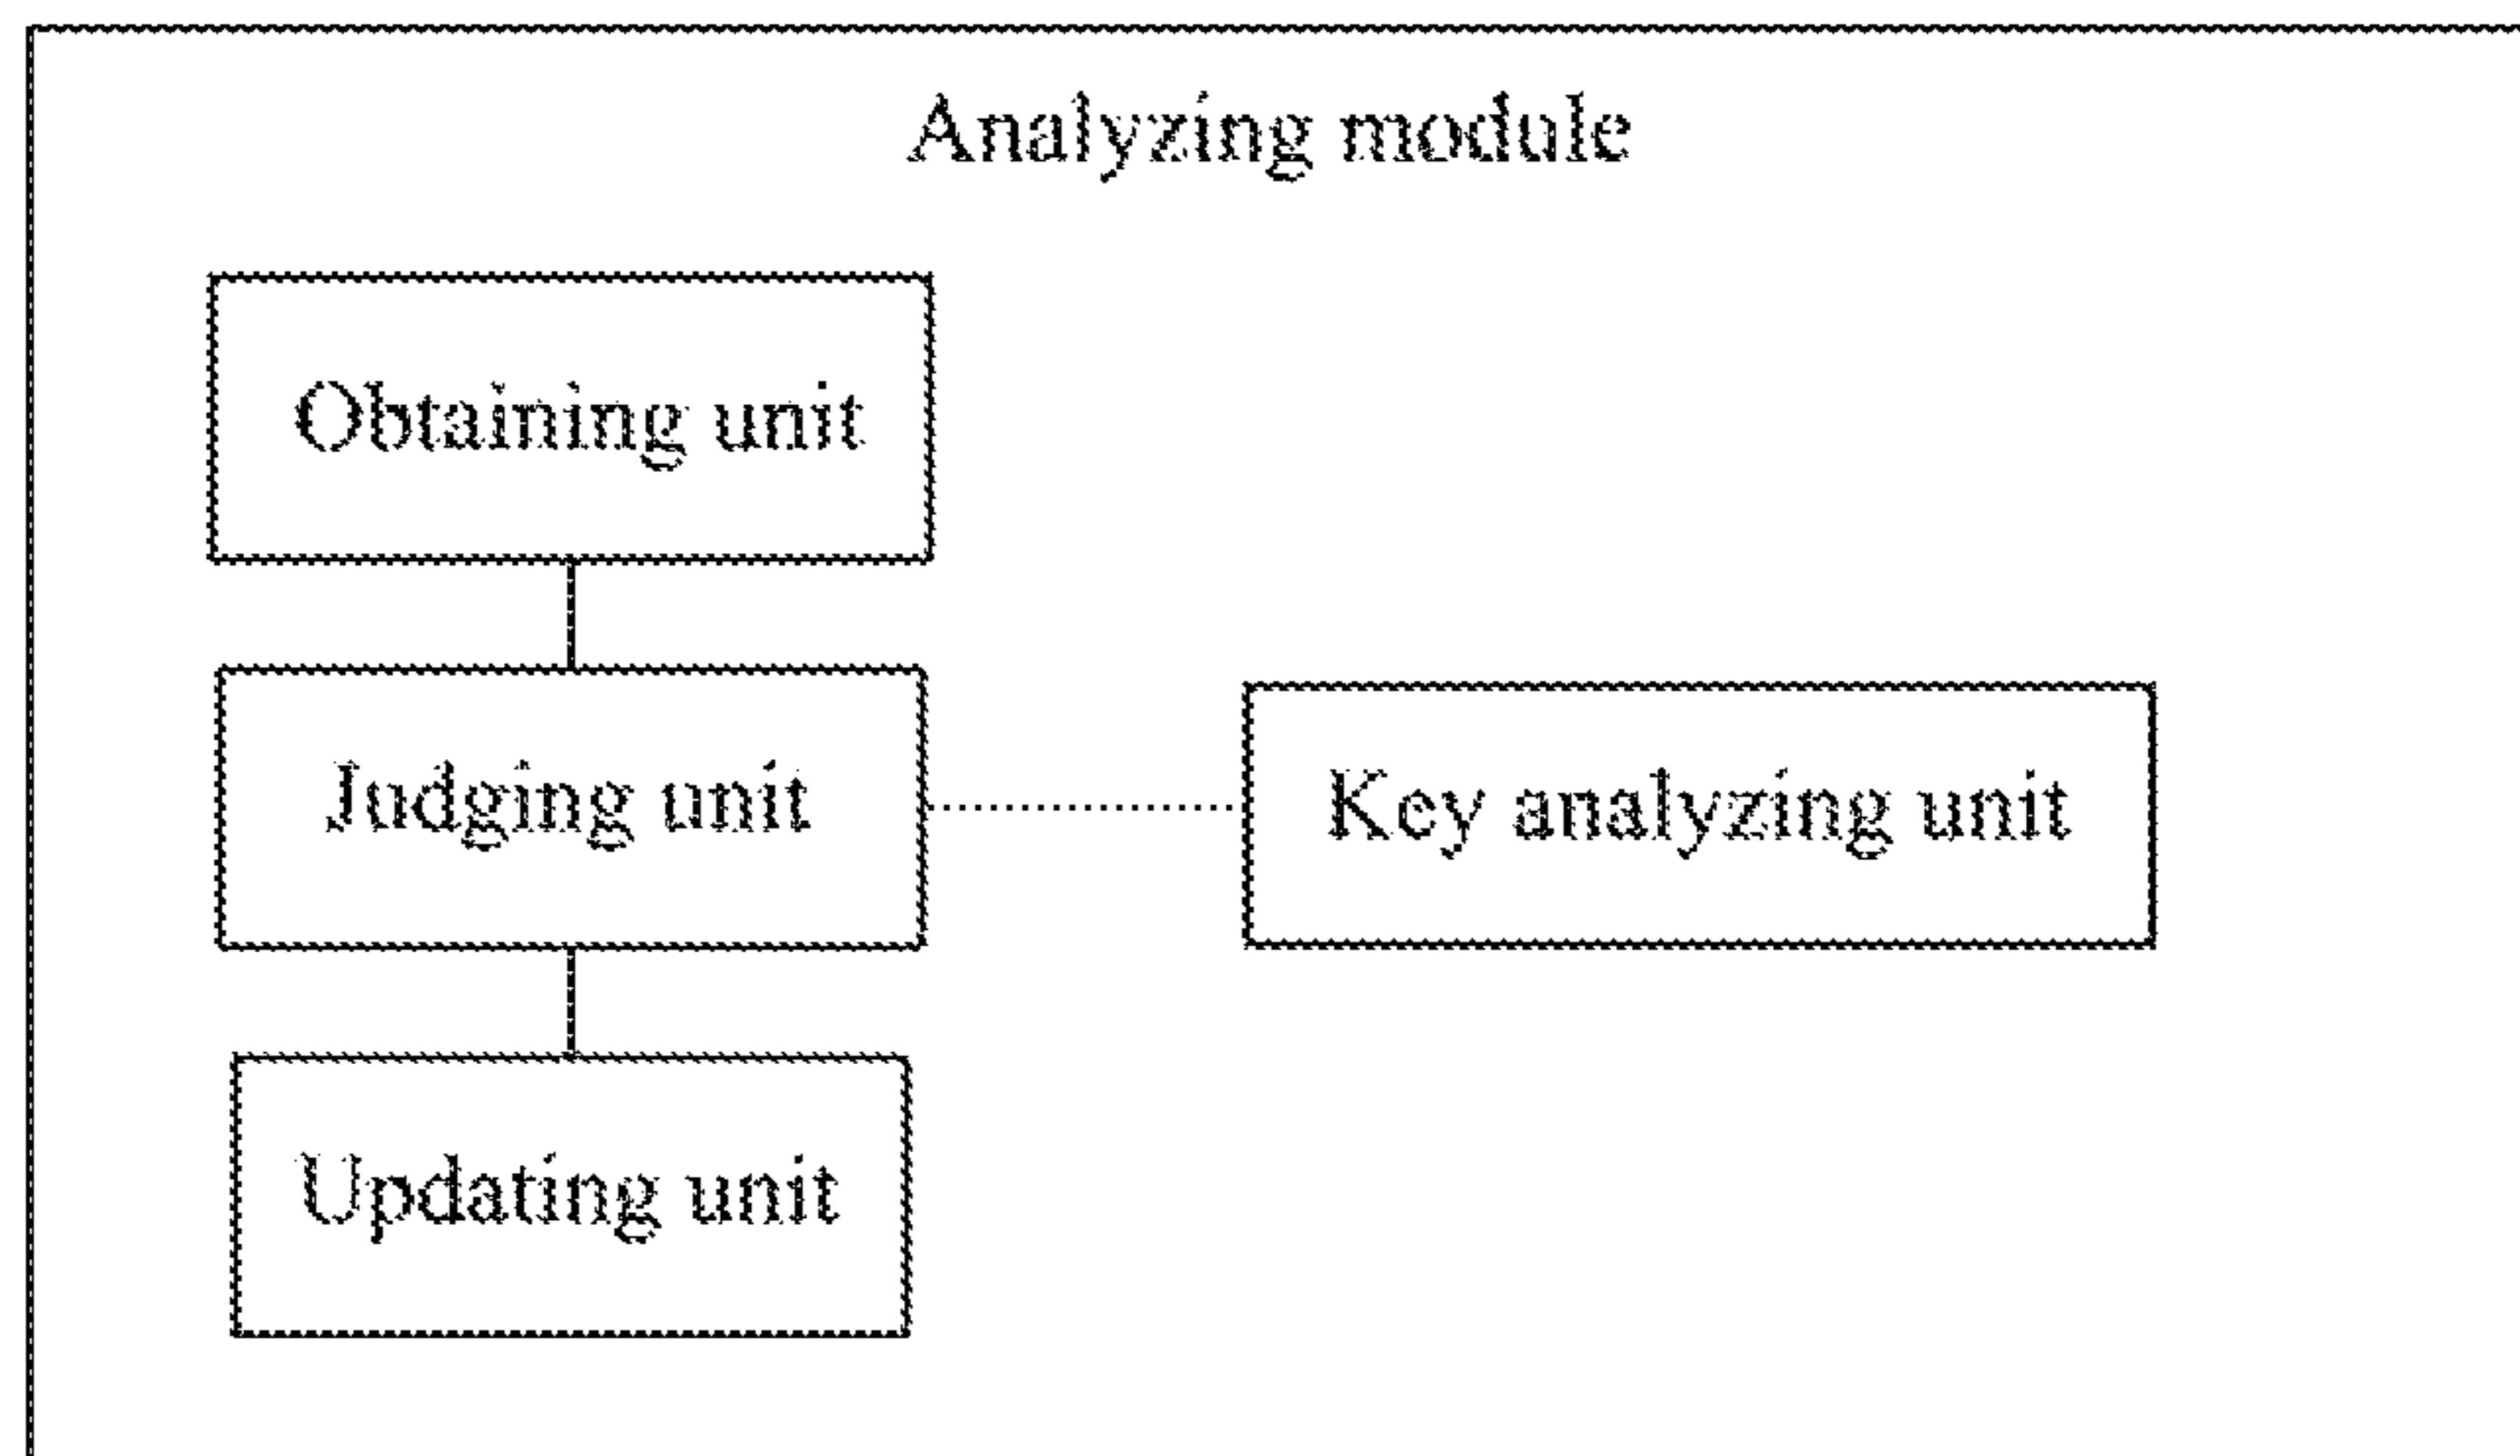 Analyzing module
Obtaining unit
Judging unit
Key analyzing unit
Updating unit